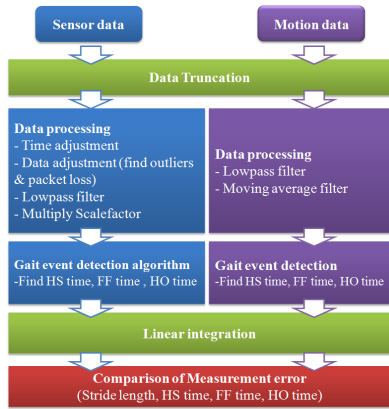 Sensor data
Motion data
Data Truncation
Data processing
- Time adjustment
- Data adjustment (find outliers
& packet loss)
- Lowpass filter
- Multiply Scalefactor
Data processing
- Lowpass filter
- Moving average filter
Gait event detection algorithm
-Find HS time, FF time , HO time
Gait event detection
-Find HS time, FF time, HO time
Linear integration
Comparison of Measurement error
(Stride length, HS time, FF time, HO time)